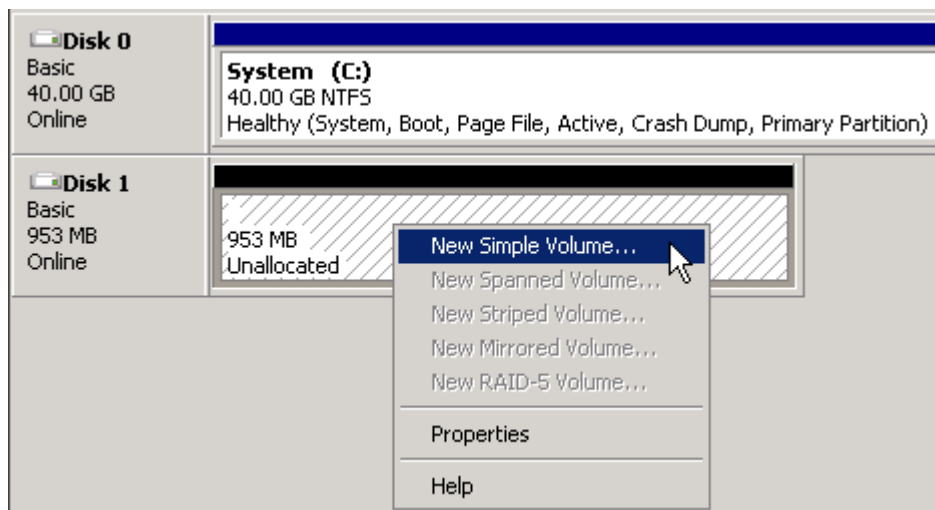 Disk 0
Basic
40.00 GB
Online
System (C:)
40.00 GB NTFS
Healthy (System, Boot, Page File, Active, Crash Dump, Primary Partition)
Disk 1
Basic
953 MB
Online
953 MB
Unallocated
New Simple Volume...
New Spanned Volume...
New Striped Volume...
New Mirrored Volume...
New RAID-5 Volume...
Properties
Help